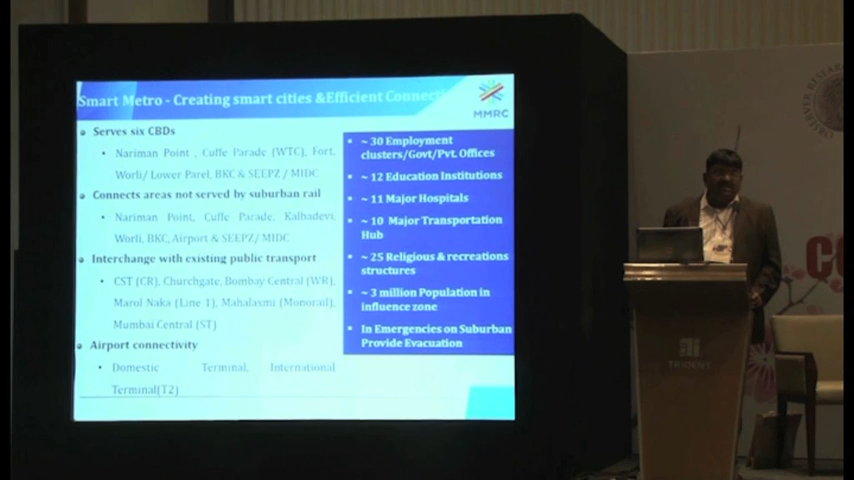 Smart Metro - Creating smart cities &Efficient Connecti
MMRC
Serves six CBDs
Nariman Point , Cuffe Parade (WTC), Fort,
Worli/ Lower Parel, BKC & SEEPZ / MIDC
Connects areas not served by suburban rail
Nariman Point, Cuffe Parade, Kalbadevi,
Worli, BKC, Airport & SEEPZ/ MIDC
Interchange with existing public transport
CST (CR), Churchgate, Bombay Central (WR),
Marol Naka (Line 1), Mahalaxmi (Monorail),
Mumbai Central (ST)
Airport connectivity
Domestic Terminal, International
Terminal(T2)
~ 30 Employment
clusters/Govt/Pvt. Offices
~ 12 Education Institutions
~ 11 Major Hospitals
~ 10 Major Transportation
Hub
~ 25 Religious & recreations
structures
~ 3 million Population in
influence zone
In Emergencies on Suburban
Provide Evacuation
OBSERVER RESEAR
CO
TRIDENT